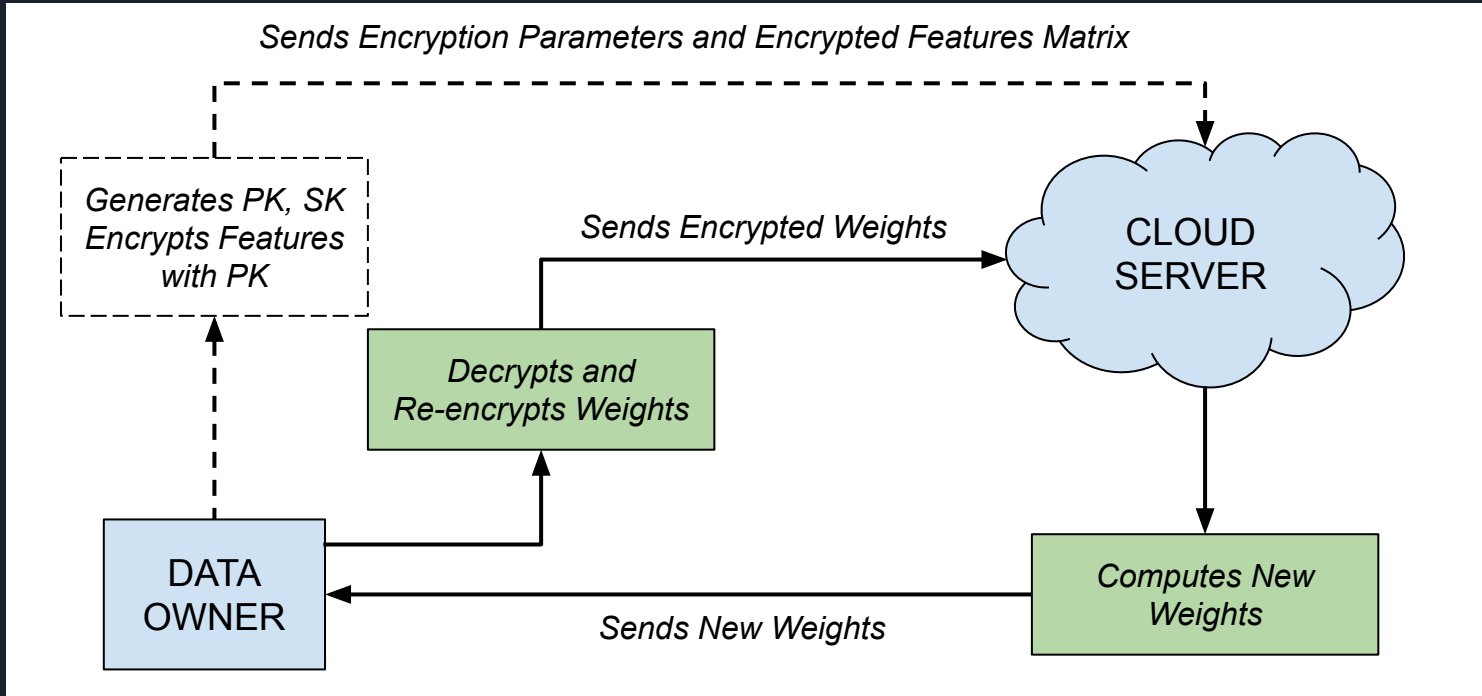 Sends Encryption Parameters and Encrypted Features Matrix
Generates PK, SK
Encrypts Features
with PK
Sends Encrypted Weights
CLOUD
SERVER
Decrypts and
Re-encrypts Weights
DATA
OWNER
Computes New
Weights
Sends New Weights